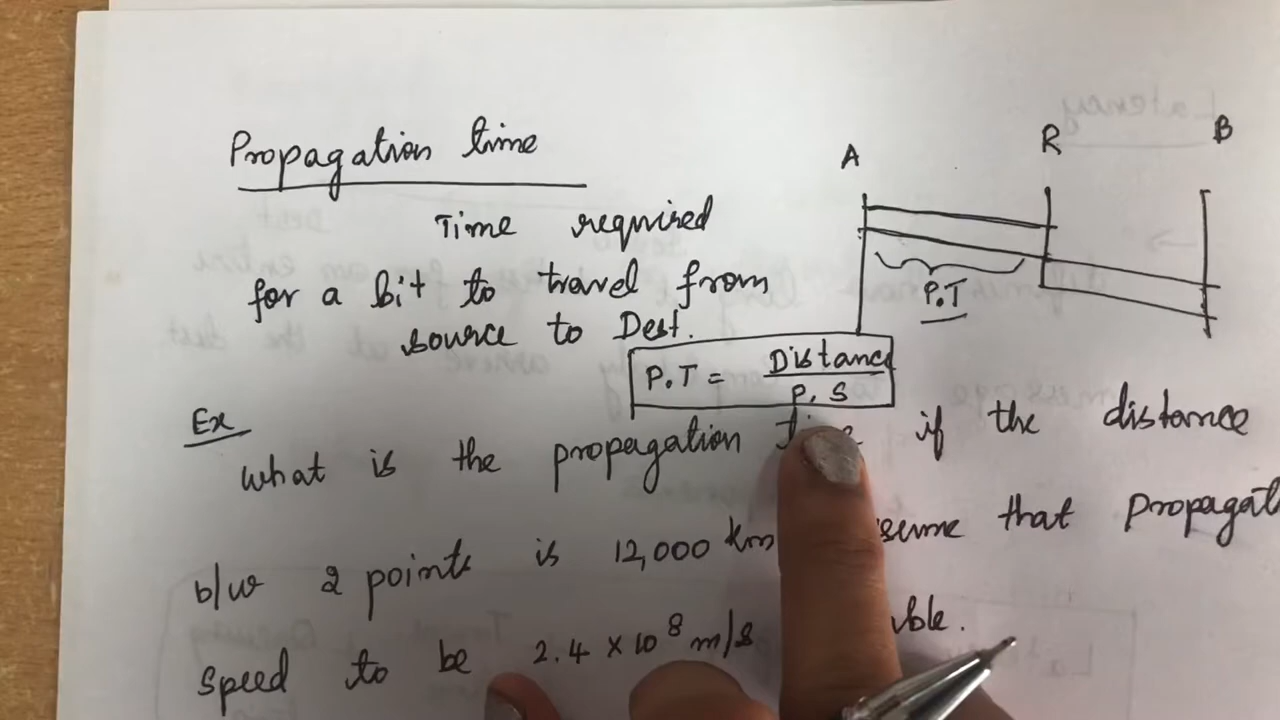 Propagation time
Time required
for a bit to travel from
source to Dest.
A R B
P.T
P.T = Distance
P. S
Ex
What is the propagation if the distance
b/w 2 points is 12,000 km that Propagat
speed to be 2.4 × 10⁸ m/s